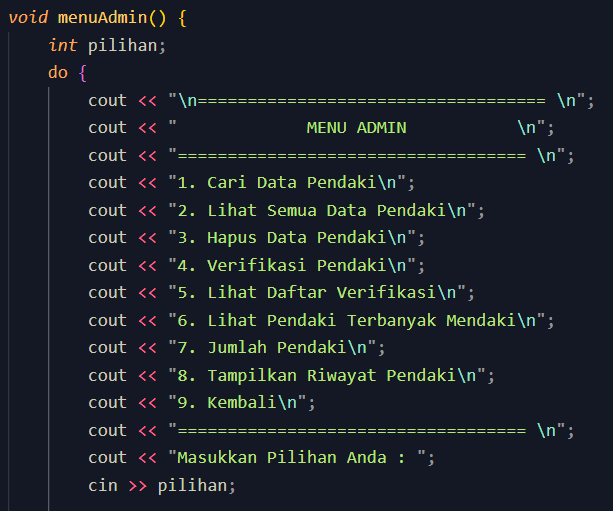 void menuAdmin() {
    int pilihan;
    do {
        cout << "\n=================================== \n";
        cout << "             MENU ADMIN           \n";
        cout << "=================================== \n";
        cout << "1. Cari Data Pendaki\n";
        cout << "2. Lihat Semua Data Pendaki\n";
        cout << "3. Hapus Data Pendaki\n";
        cout << "4. Verifikasi Pendaki\n";
        cout << "5. Lihat Daftar Verifikasi\n";
        cout << "6. Lihat Pendaki Terbanyak Mendaki\n";
        cout << "7. Jumlah Pendaki\n";
        cout << "8. Tampilkan Riwayat Pendaki\n";
        cout << "9. Kembali\n";
        cout << "=================================== \n";
        cout << "Masukkan Pilihan Anda : ";
        cin >> pilihan;